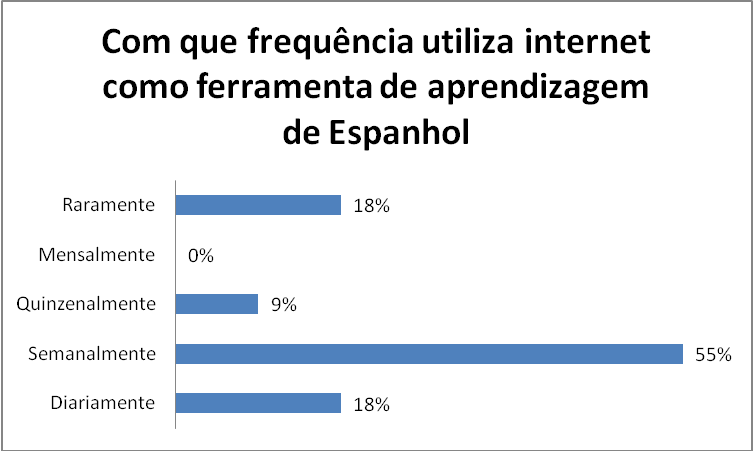 Com que frequência utiliza internet
como ferramenta de aprendizagem
de Espanhol
Raramente 18%
Mensalmente 0%
Quinzenalmente 9%
Semanalmente 55%
Diariamente 18%